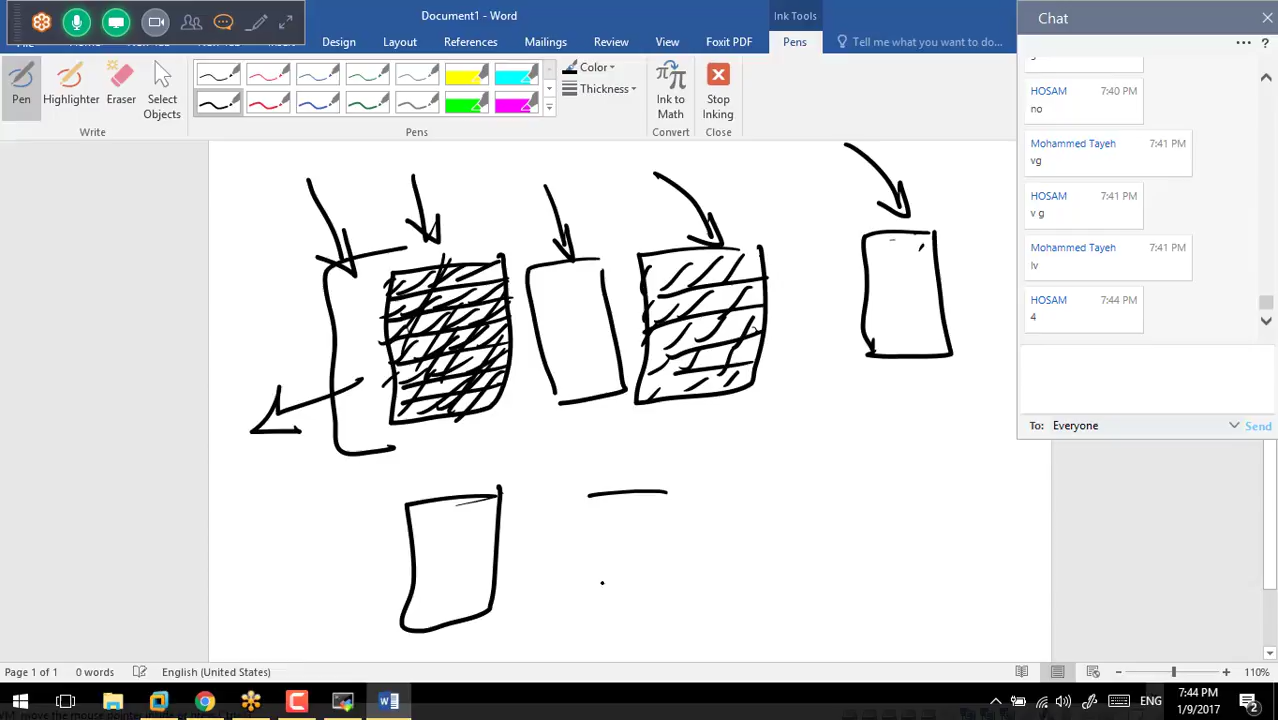 Document1 - Word
Ink Tools
Chat
Design
Layout
References
Mailings
Review
View
Foxit PDF
Pens
Tell me what you want to do...
Pen
Highlighter
Eraser
Select Objects
Color
Thickness
Ink to Math
Stop Inking
Write
Pens
Convert
Close
HOSAM 7:40 PM
no
Mohammed Tayeh 7:41 PM
vg
HOSAM 7:41 PM
v g
Mohammed Tayeh 7:41 PM
lv
HOSAM 7:44 PM
4
To: Everyone
Send
Page 1 of 1
0 words
English (United States)
110%
ENG
7:44 PM
1/9/2017
2